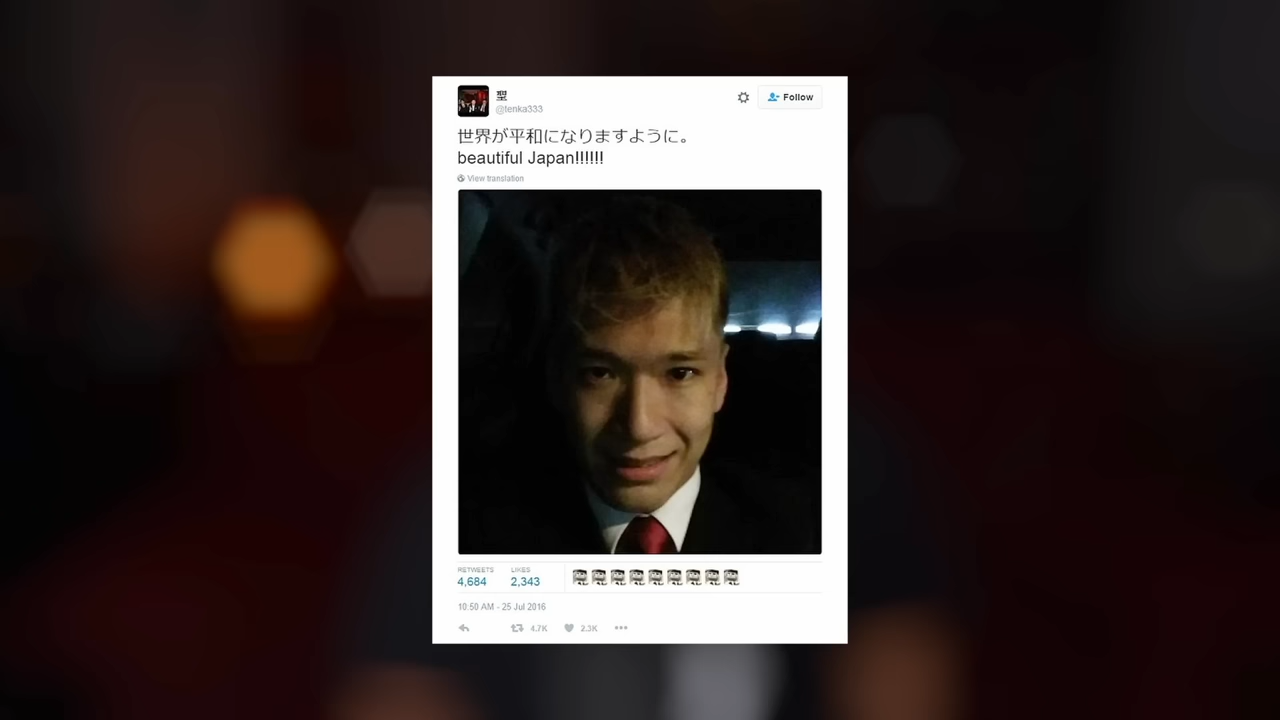 聖
@tenka333
Follow
世界が平和になりますように。
beautiful Japan!!!!!!
View translation
RETWEETS
4,684
LIKES
2,343
10:50 AM - 25 Jul 2016
4.7K
2.3K